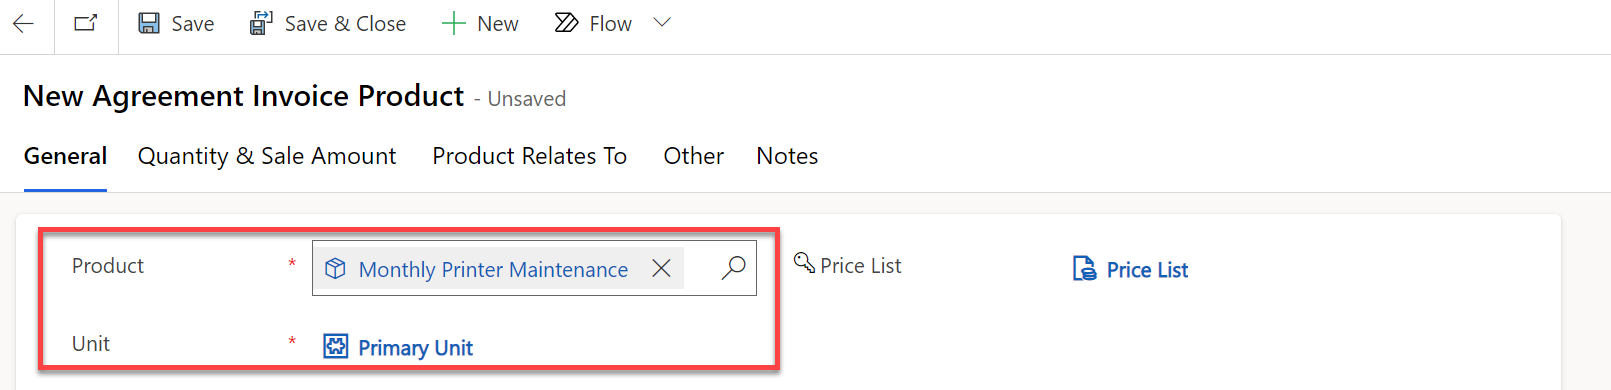 Save Save & Close New Flow
New Agreement Invoice Product - Unsaved
General Quantity & Sale Amount Product Relates To Other Notes
Product * Monthly Printer Maintenance Price List Price List
Unit * Primary Unit